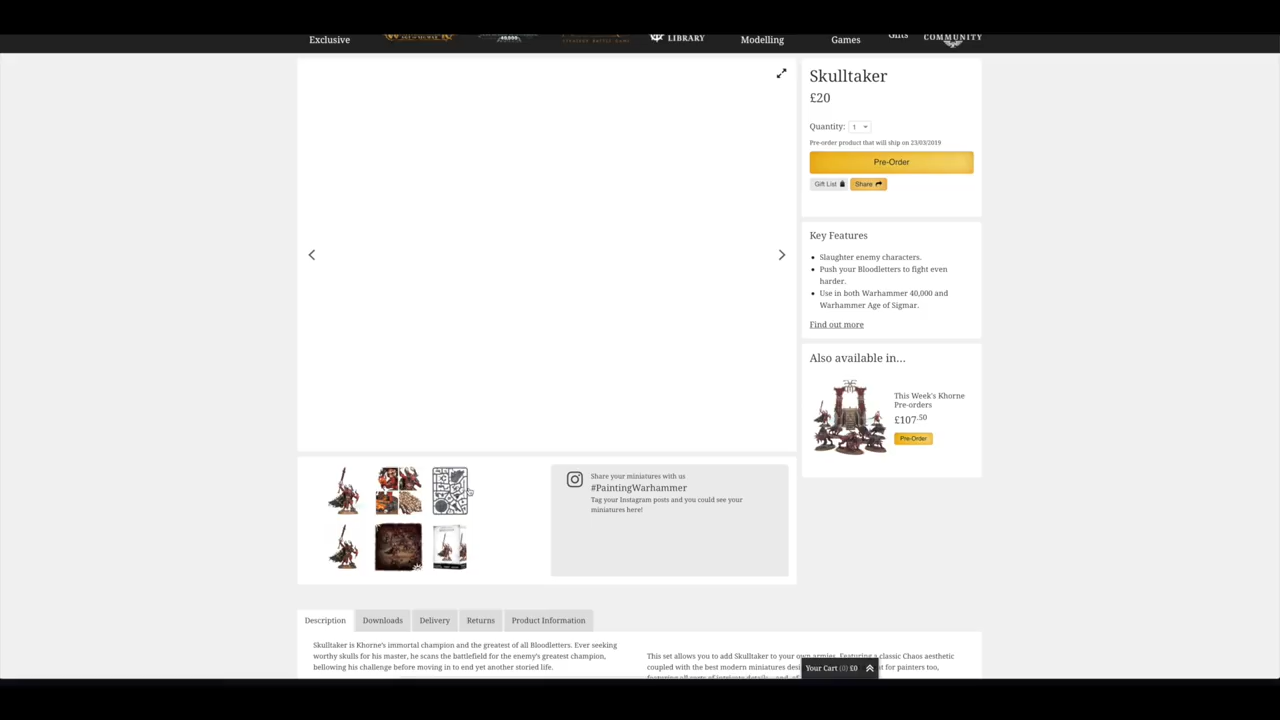 Exclusive
LIBRARY
Modelling
Games
Gifts
COMMUNITY
Skulltaker
£20
Quantity: 1
Pre-order product that will ship on 23/03/2019
Pre-Order
Gift List
Share
Key Features
Slaughter enemy characters.
Push your Bloodletters to fight even
harder.
Use in both Warhammer 40,000 and
Warhammer Age of Sigmar.
Find out more
Also available in...
This Week's Khorne
Pre-orders
£107.50
Pre-Order
Share your miniatures with us
#PaintingWarhammer
Tag your Instagram posts and you could see your
miniatures here!
Description
Downloads
Delivery
Returns
Product Information
Skulltaker is Khorne's immortal champion and the greatest of all Bloodletters. Ever seeking
worthy skulls for his master, he scans the battlefield for the enemy's greatest champion,
bellowing his challenge before moving in to end yet another storied life.
This set allows you to add Skulltaker to your own armies. Featuring a classic Chaos aesthetic
coupled with the best modern miniatures desi
t for painters too,
Your Cart (0) £0